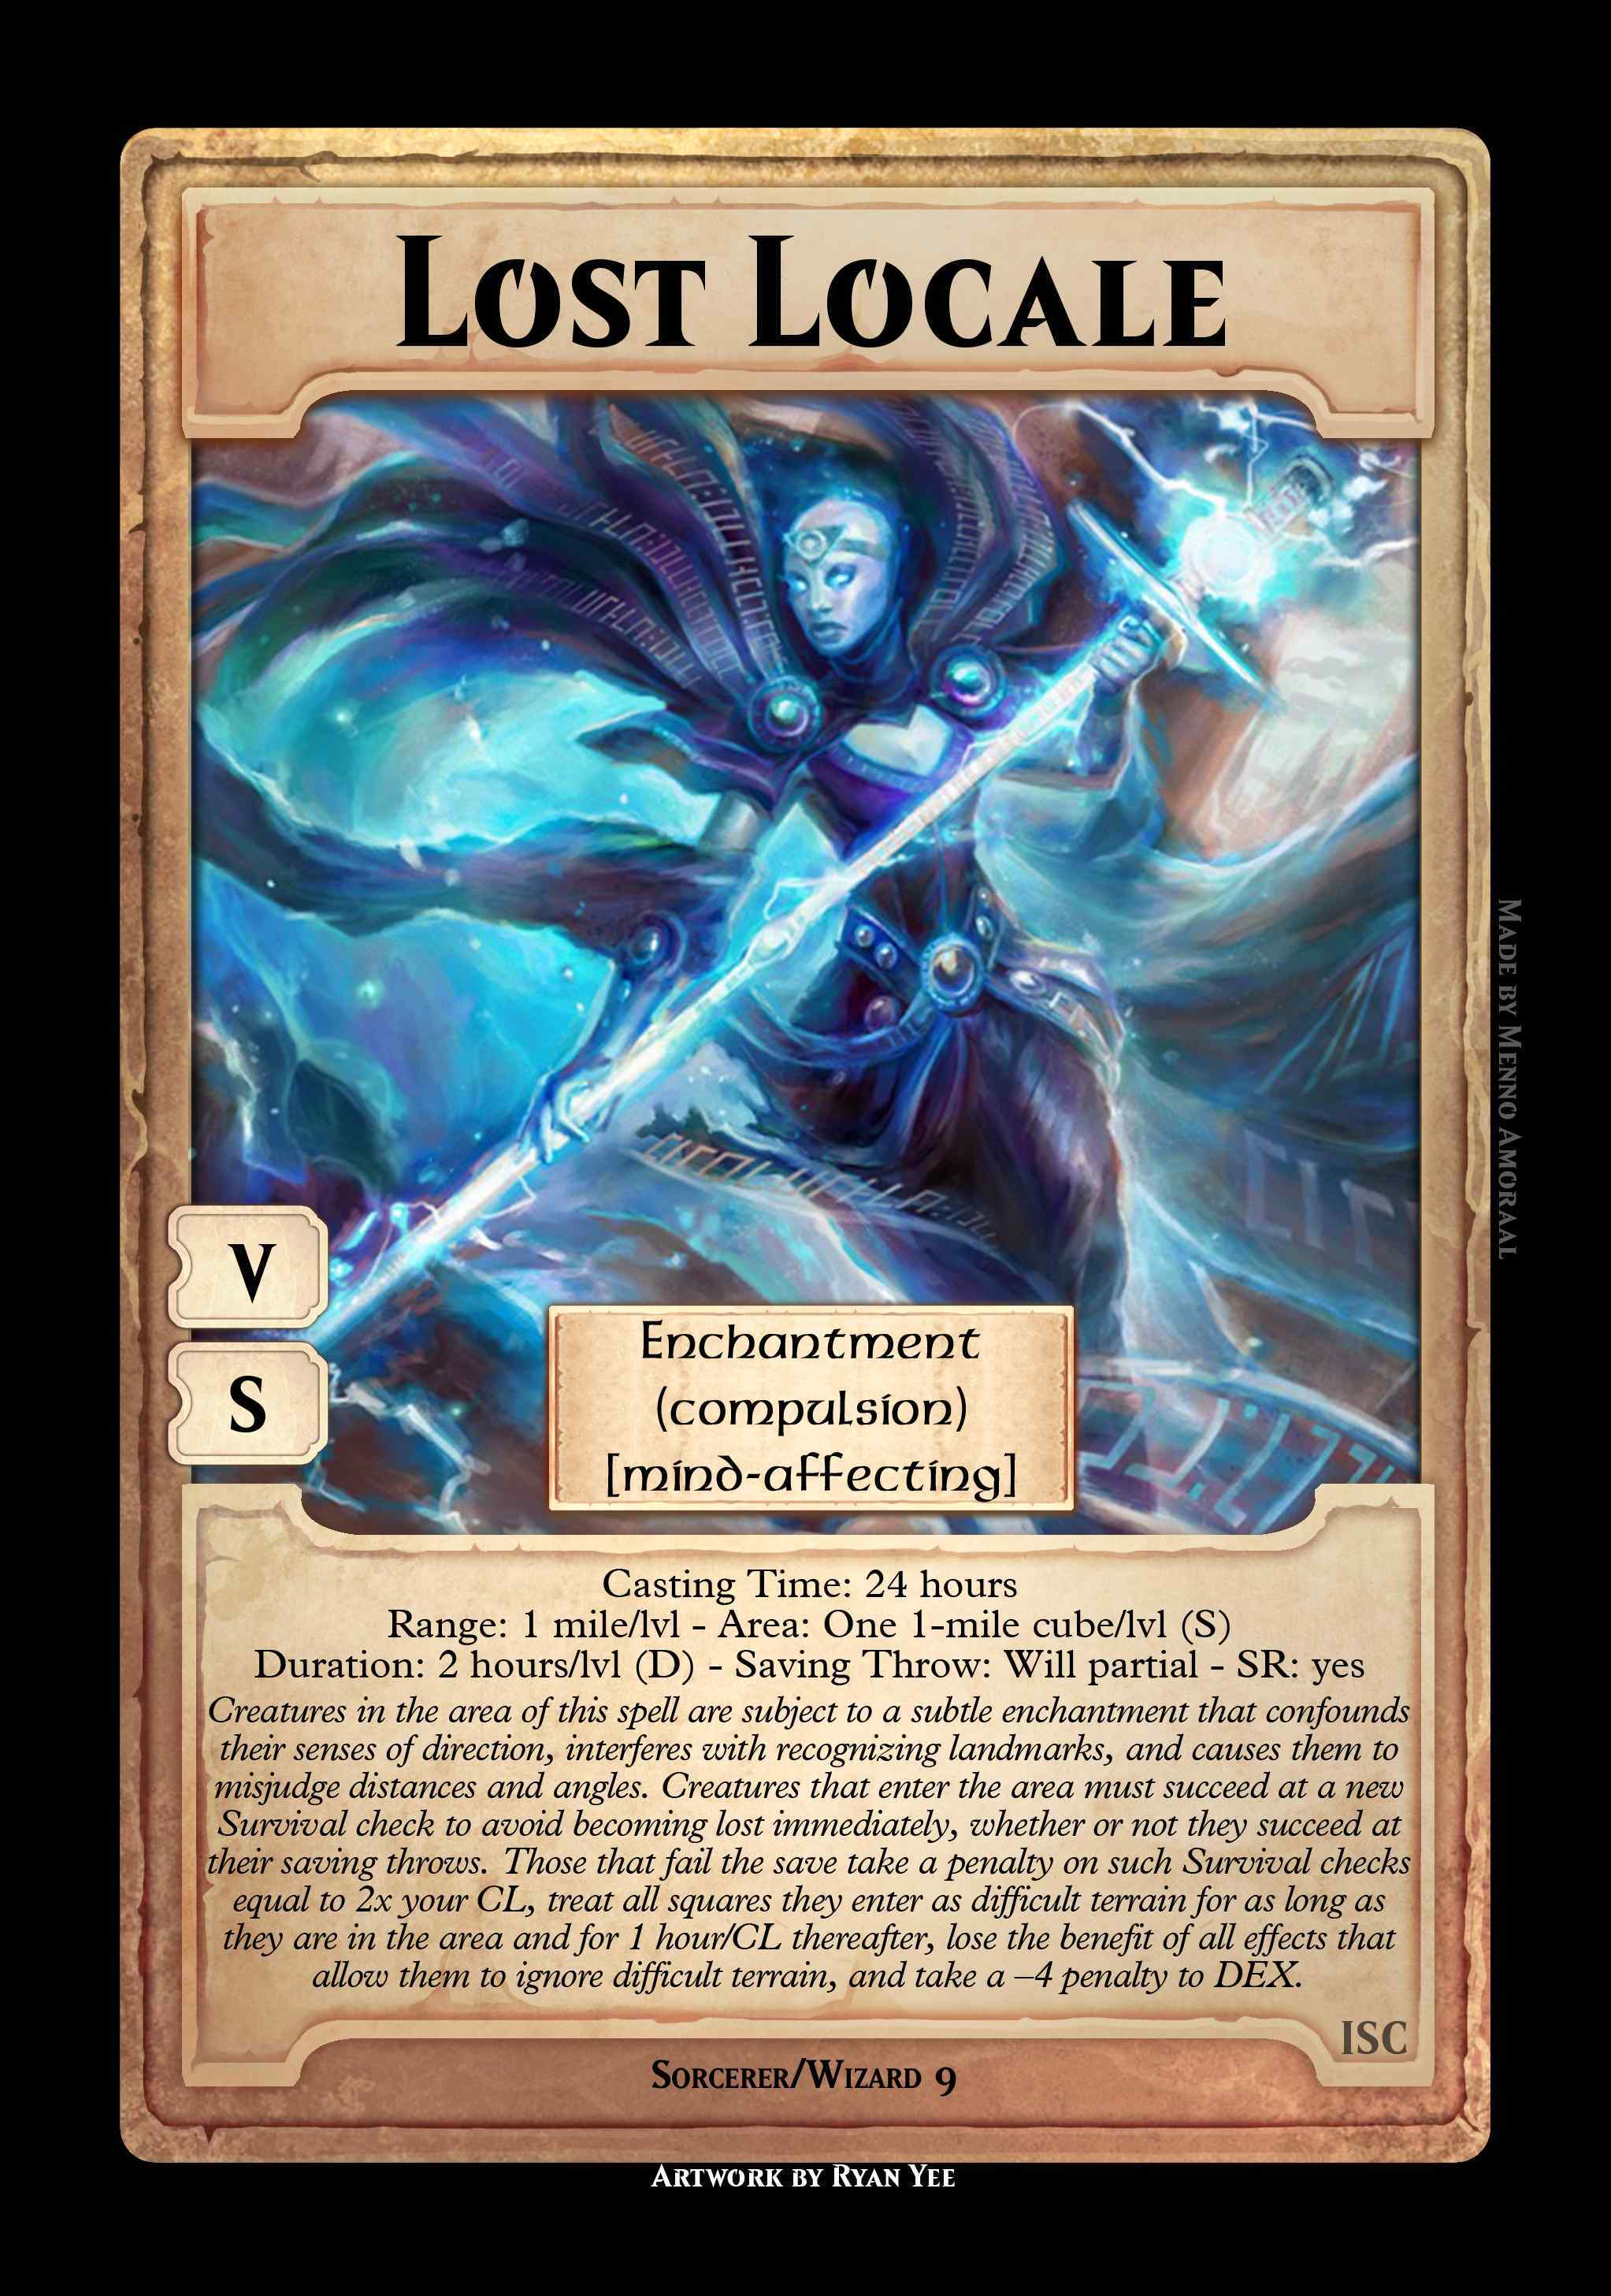 Lost Locale
V
S
Enchantment
(compulsion)
[mind-affecting]
Casting Time: 24 hours
Range: 1 mile/lvl - Area: One 1-mile cube/lvl (S)
Duration: 2 hours/lvl (D) - Saving Throw: Will partial - SR: yes
Creatures in the area of this spell are subject to a subtle enchantment that confounds
their senses of direction, interferes with recognizing landmarks, and causes them to
misjudge distances and angles. Creatures that enter the area must succeed at a new
Survival check to avoid becoming lost immediately, whether or not they succeed at
their saving throws. Those that fail the save take a penalty on such Survival checks
equal to 2x your CL, treat all squares they enter as difficult terrain for as long as
they are in the area and for 1 hour/CL thereafter, lose the benefit of all effects that
allow them to ignore difficult terrain, and take a –4 penalty to DEX.
ISC
Sorcerer/Wizard 9
Artwork by Ryan Yee
Made by Menno Amoraal